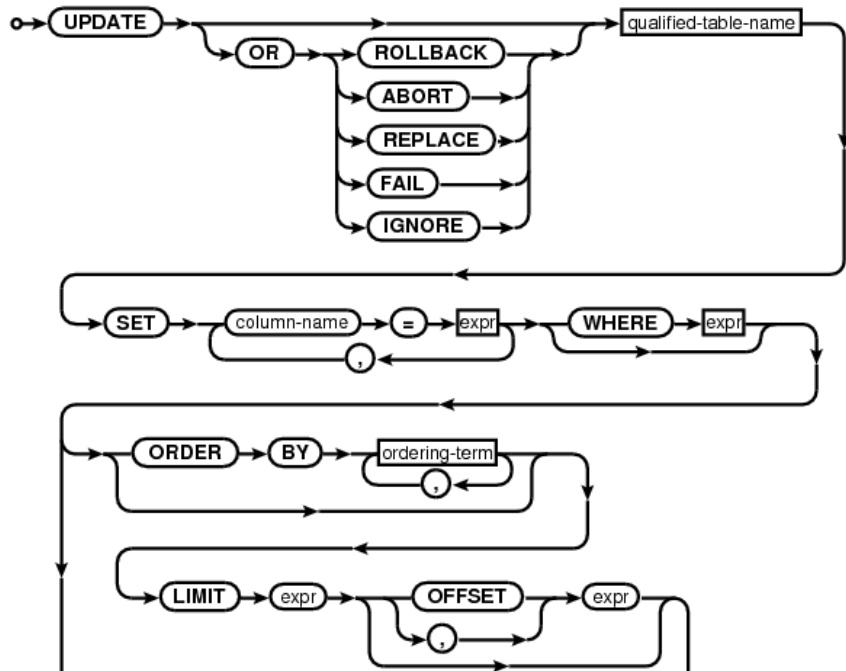 UPDATE qualified-table-name
OR ROLLBACK
ABORT
REPLACE
FAIL
IGNORE
SET column-name = expr WHERE expr
,
ORDER BY ordering-term
,
LIMIT expr OFFSET expr
,